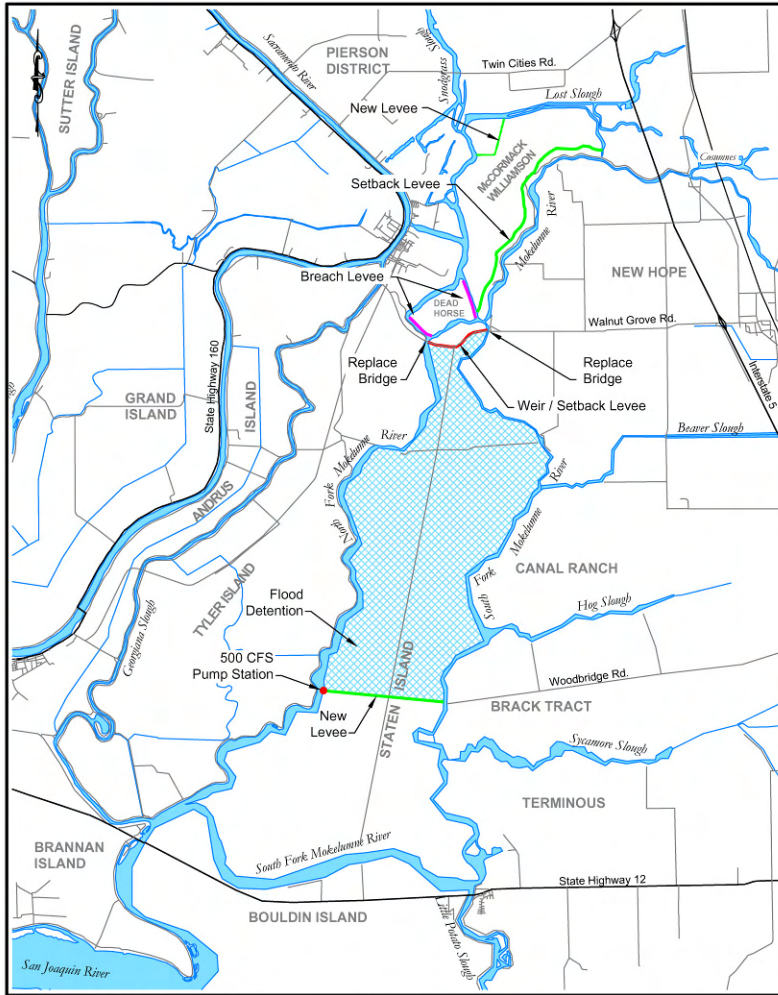 PIERSON
DISTRICT
Snodgrass
Slough
Twin Cities Rd.
Sacramento River
SUTTER ISLAND
New Levee
Lost Slough
McCORMACK
WILLIAMSON
Cosumnes
Setback Levee
Mokelumne
River
NEW HOPE
Breach Levee
DEAD
HORSE
Walnut Grove Rd.
Replace
Bridge
Replace
Bridge
Weir / Setback Levee
Interstate 5
State Highway 160
GRAND
ISLAND
ANDRUS
ISLAND
North
Fork
Mokelumne
River
Beaver Slough
South
Fork
Mokelumne
River
CANAL RANCH
TYLER ISLAND
Flood
Detention
Hog Slough
Georgiana Slough
500 CFS
Pump Station
Woodbridge Rd.
New
Levee
STATEN
ISLAND
BRACK TRACT
Sycamore Slough
TERMINOUS
South Fork Mokelumne River
BRANNAN
ISLAND
State Highway 12
BOULDIN ISLAND
Little Potato Slough
San Joaquin River